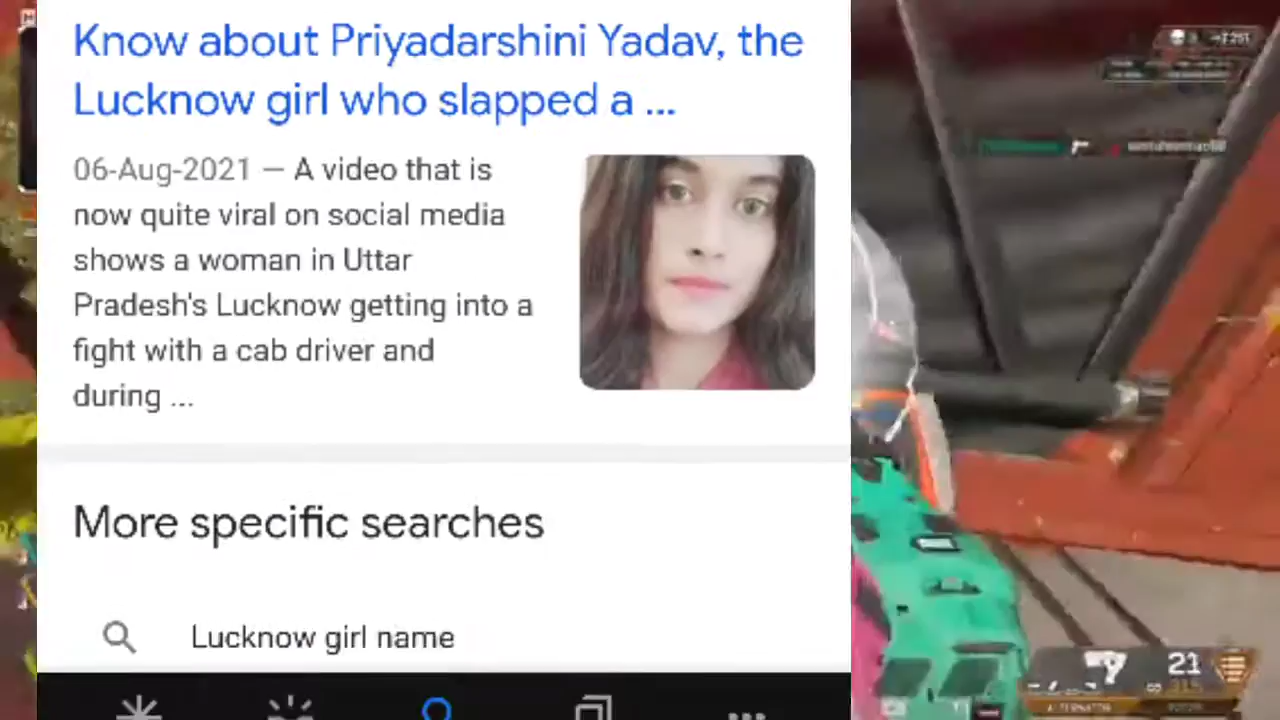 Know about Priyadarshini Yadav, the
Lucknow girl who slapped a ...
06-Aug-2021 — A video that is
now quite viral on social media
shows a woman in Uttar
Pradesh's Lucknow getting into a
fight with a cab driver and
during ...
More specific searches
Lucknow girl name
21